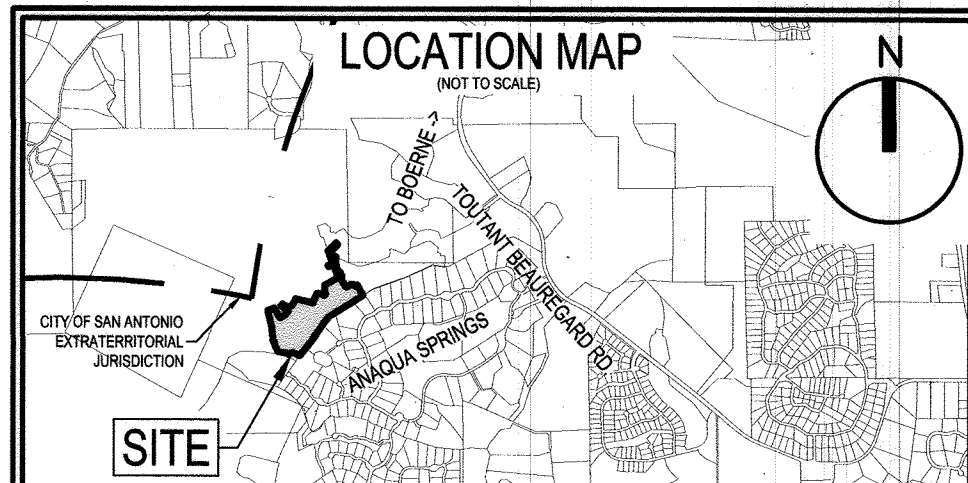 LOCATION MAP
(NOT TO SCALE)
N
TO BOERNE ->
TOUTANT BEAUREGARD RD.
CITY OF SAN ANTONIO
EXTRATERRITORIAL
JURISDICTION
ANAQUA SPRINGS
SITE